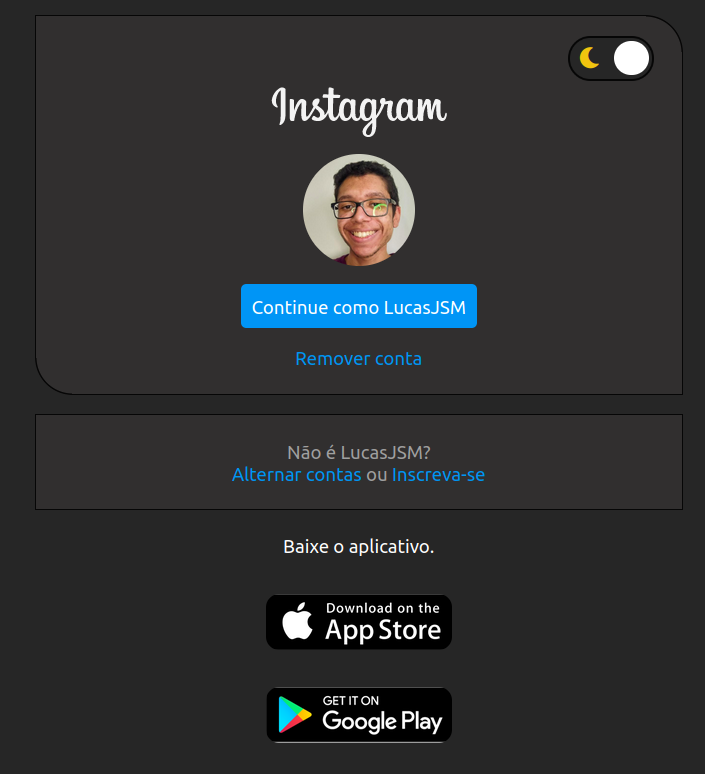 Instagram
Continue como LucasJSM
Remover conta
Não é LucasJSM?
Alternar contas ou Inscreva-se
Baixe o aplicativo.
Download on the
App Store
GET IT ON
Google Play